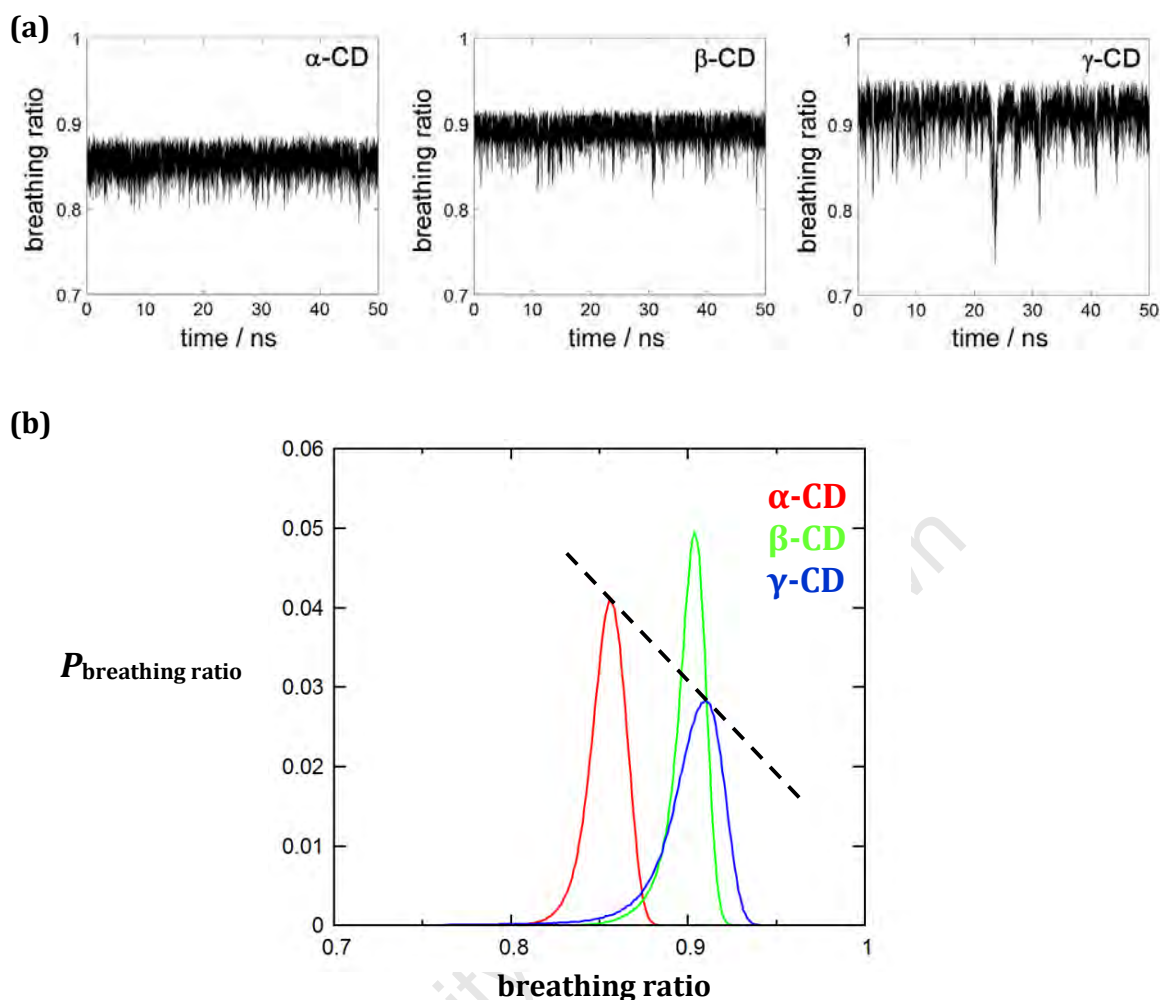 (a)
1
0.9
0.8
0.7
breathing ratio
α-CD
0 10 20 30 40 50
time / ns
1
0.9
0.8
0.7
breathing ratio
β-CD
0 10 20 30 40 50
time / ns
1
0.9
0.8
0.7
breathing ratio
γ-CD
0 10 20 30 40 50
time / ns
(b)
0.06
0.05
0.04
0.03
0.02
0.01
0
Pbreathing ratio
α-CD
β-CD
γ-CD
0.7 0.8 0.9 1
breathing ratio